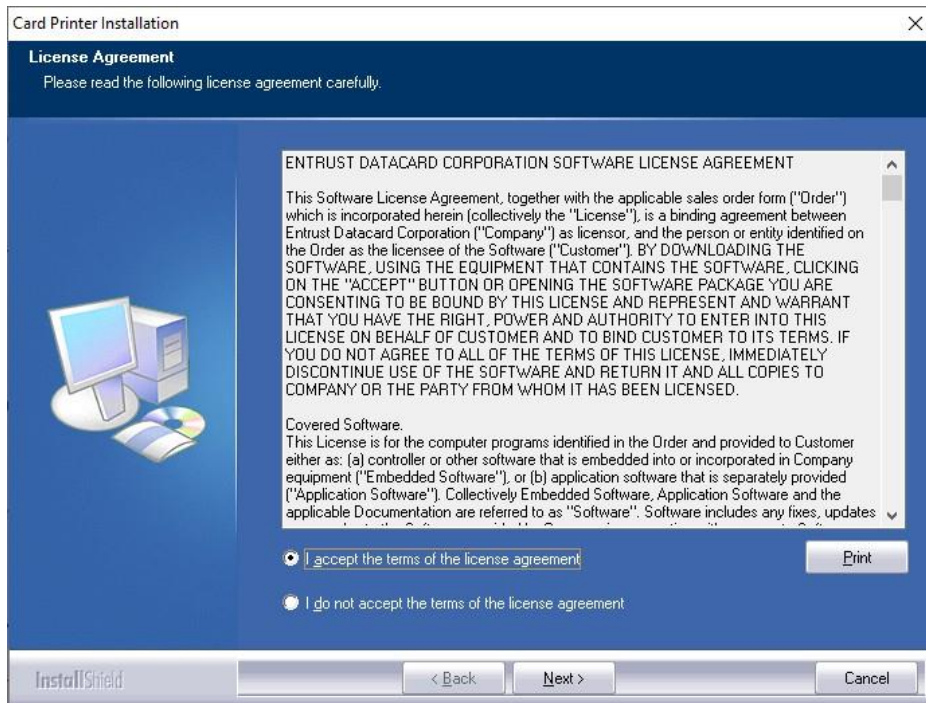 Card Printer Installation
License Agreement
Please read the following license agreement carefully.
ENTRUST DATACARD CORPORATION SOFTWARE LICENSE AGREEMENT
This Software License Agreement, together with the applicable sales order form ("Order")
which is incorporated herein (collectively the "License"), is a binding agreement between
Entrust Datacard Corporation ("Company") as licensor, and the person or entity identified on
the Order as the licensee of the Software ("Customer"). BY DOWNLOADING THE
SOFTWARE, USING THE EQUIPMENT THAT CONTAINS THE SOFTWARE, CLICKING
ON THE "ACCEPT" BUTTON OR OPENING THE SOFTWARE PACKAGE YOU ARE
CONSENTING TO BE BOUND BY THIS LICENSE AND REPRESENT AND WARRANT
THAT YOU HAVE THE RIGHT, POWER AND AUTHORITY TO ENTER INTO THIS
LICENSE ON BEHALF OF CUSTOMER AND TO BIND CUSTOMER TO ITS TERMS. IF
YOU DO NOT AGREE TO ALL OF THE TERMS OF THIS LICENSE, IMMEDIATELY
DISCONTINUE USE OF THE SOFTWARE AND RETURN IT AND ALL COPIES TO
COMPANY OR THE PARTY FROM WHOM IT HAS BEEN LICENSED.
Covered Software.
This License is for the computer programs identified in the Order and provided to Customer
either as: (a) controller or other software that is embedded into or incorporated in Company
equipment ("Embedded Software"), or (b) application software that is separately provided
("Application Software"). Collectively Embedded Software, Application Software and the
applicable Documentation are referred to as "Software". Software includes any fixes, updates
I accept the terms of the license agreement
Print
I do not accept the terms of the license agreement
InstallShield
< Back
Next >
Cancel